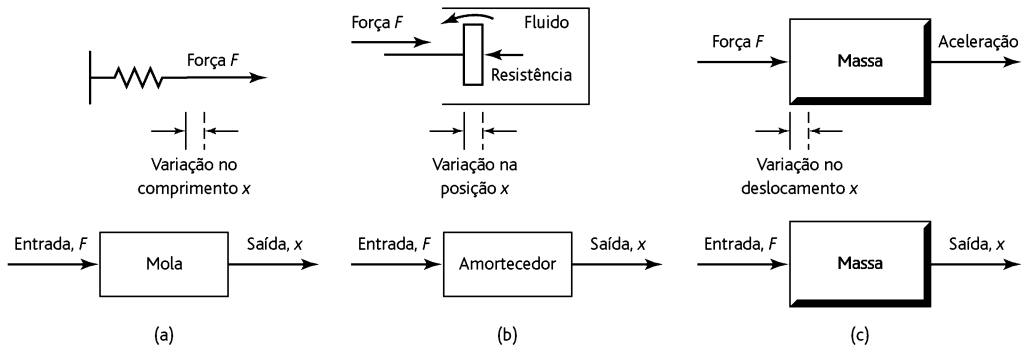 Força F
Variação no
comprimento x
Entrada, F
Mola
Saída, x
(a)
Força F
Fluido
Resistência
Variação na
posição x
Entrada, F
Amortecedor
Saída, x
(b)
Força F
Massa
Aceleração
Variação no
deslocamento x
Entrada, F
Massa
Saída, x
(c)